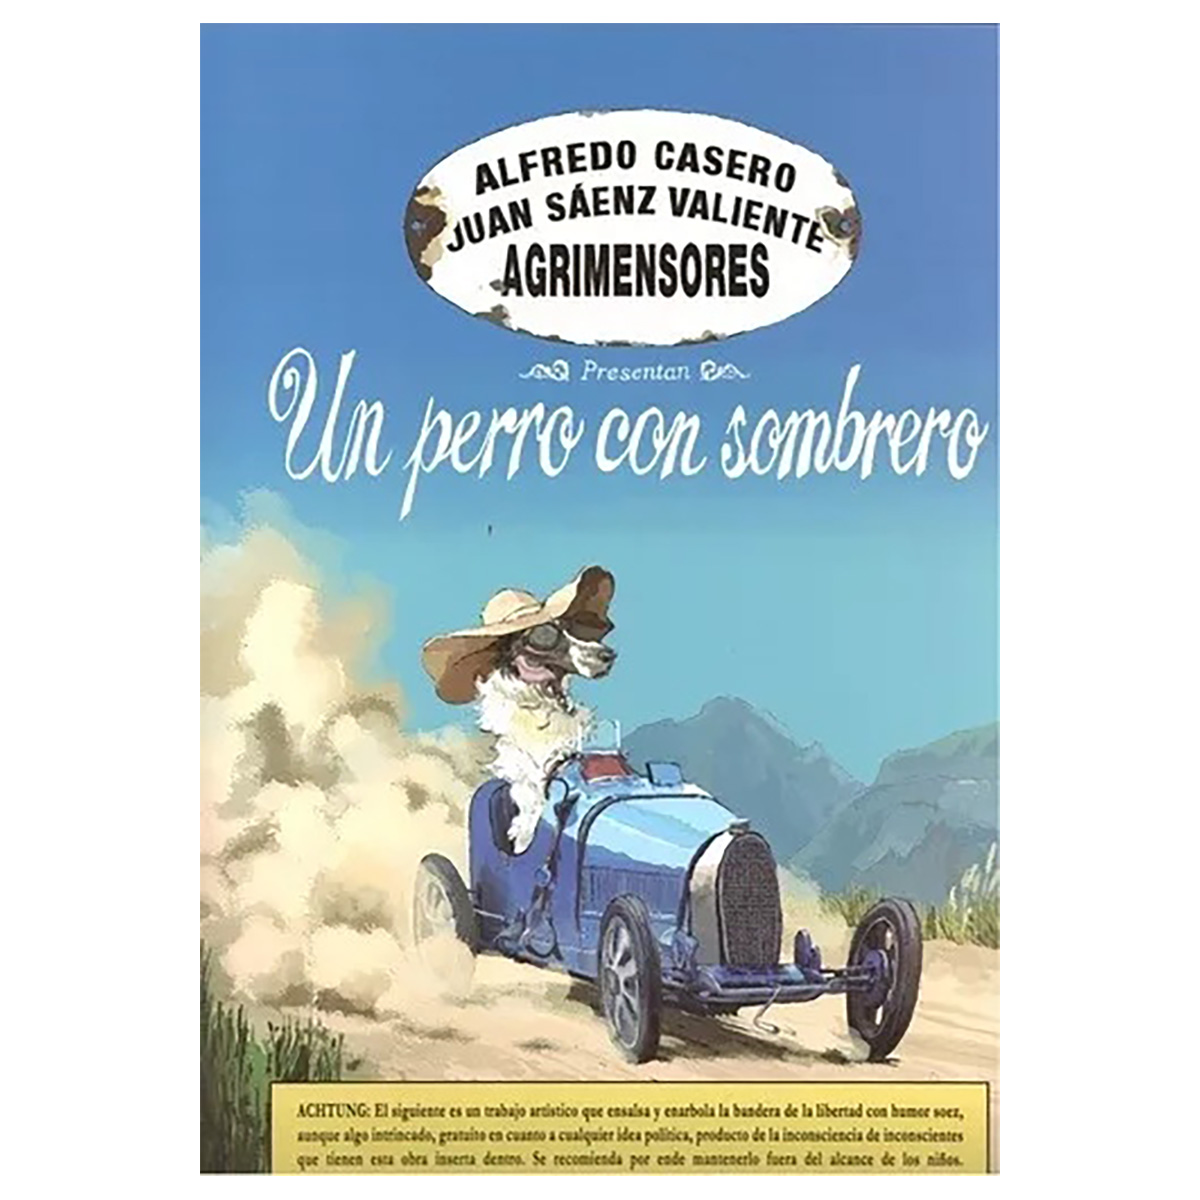 ALFREDO CASERO
JUAN SÁENZ VALIENTE
AGRIMENSORES
Presentan
Un perro con sombrero
ACHTUNG: El siguiente es un trabajo artístico que ensalsa y enarbola la bandera de la libertad con humor soez,
aunque algo intrincado, gratuito en cuanto a cualquier idea política, producto de la inconsciencia de inconscientes
que tienen esta obra inserta dentro. Se recomienda por ende mantenerlo fuera del alcance de los niños.